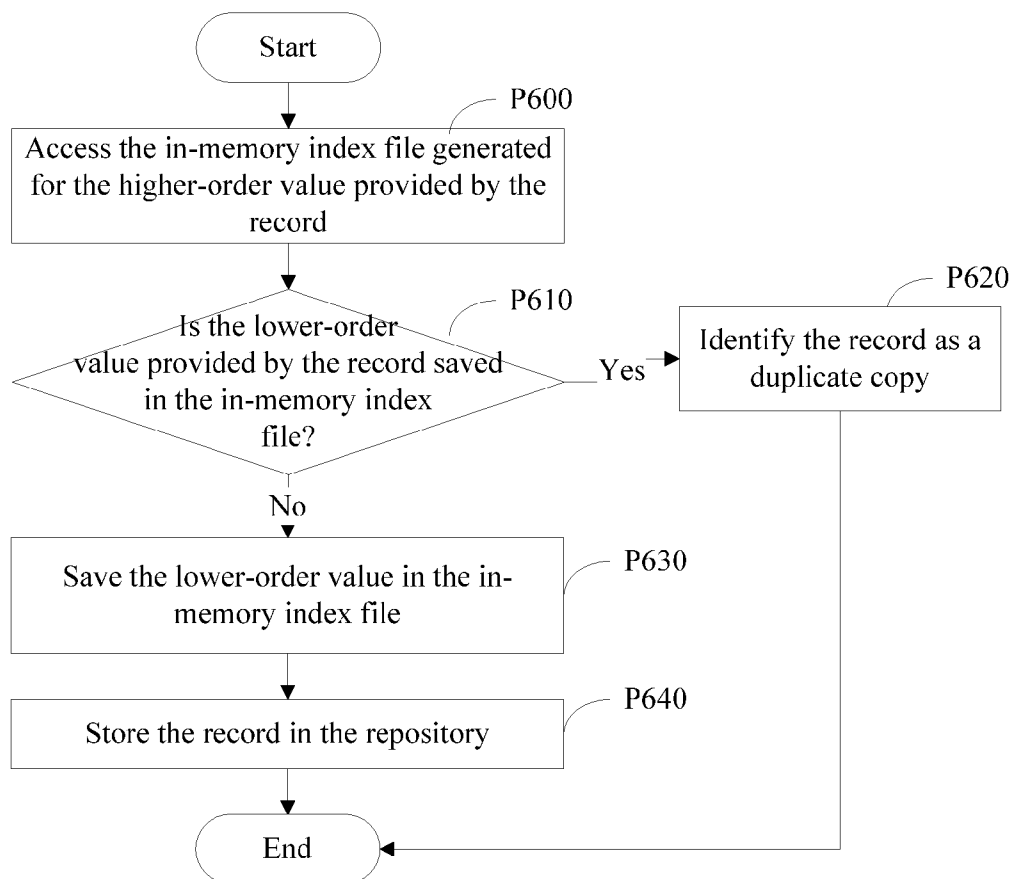 Start
P600
Access the in-memory index file generated
for the higher-order value provided by the
record
P610
Is the lower-order
value provided by the record saved
in the in-memory index
file?
Yes
P620
Identify the record as a
duplicate copy
No
P630
Save the lower-order value in the in-
memory index file
P640
Store the record in the repository
End